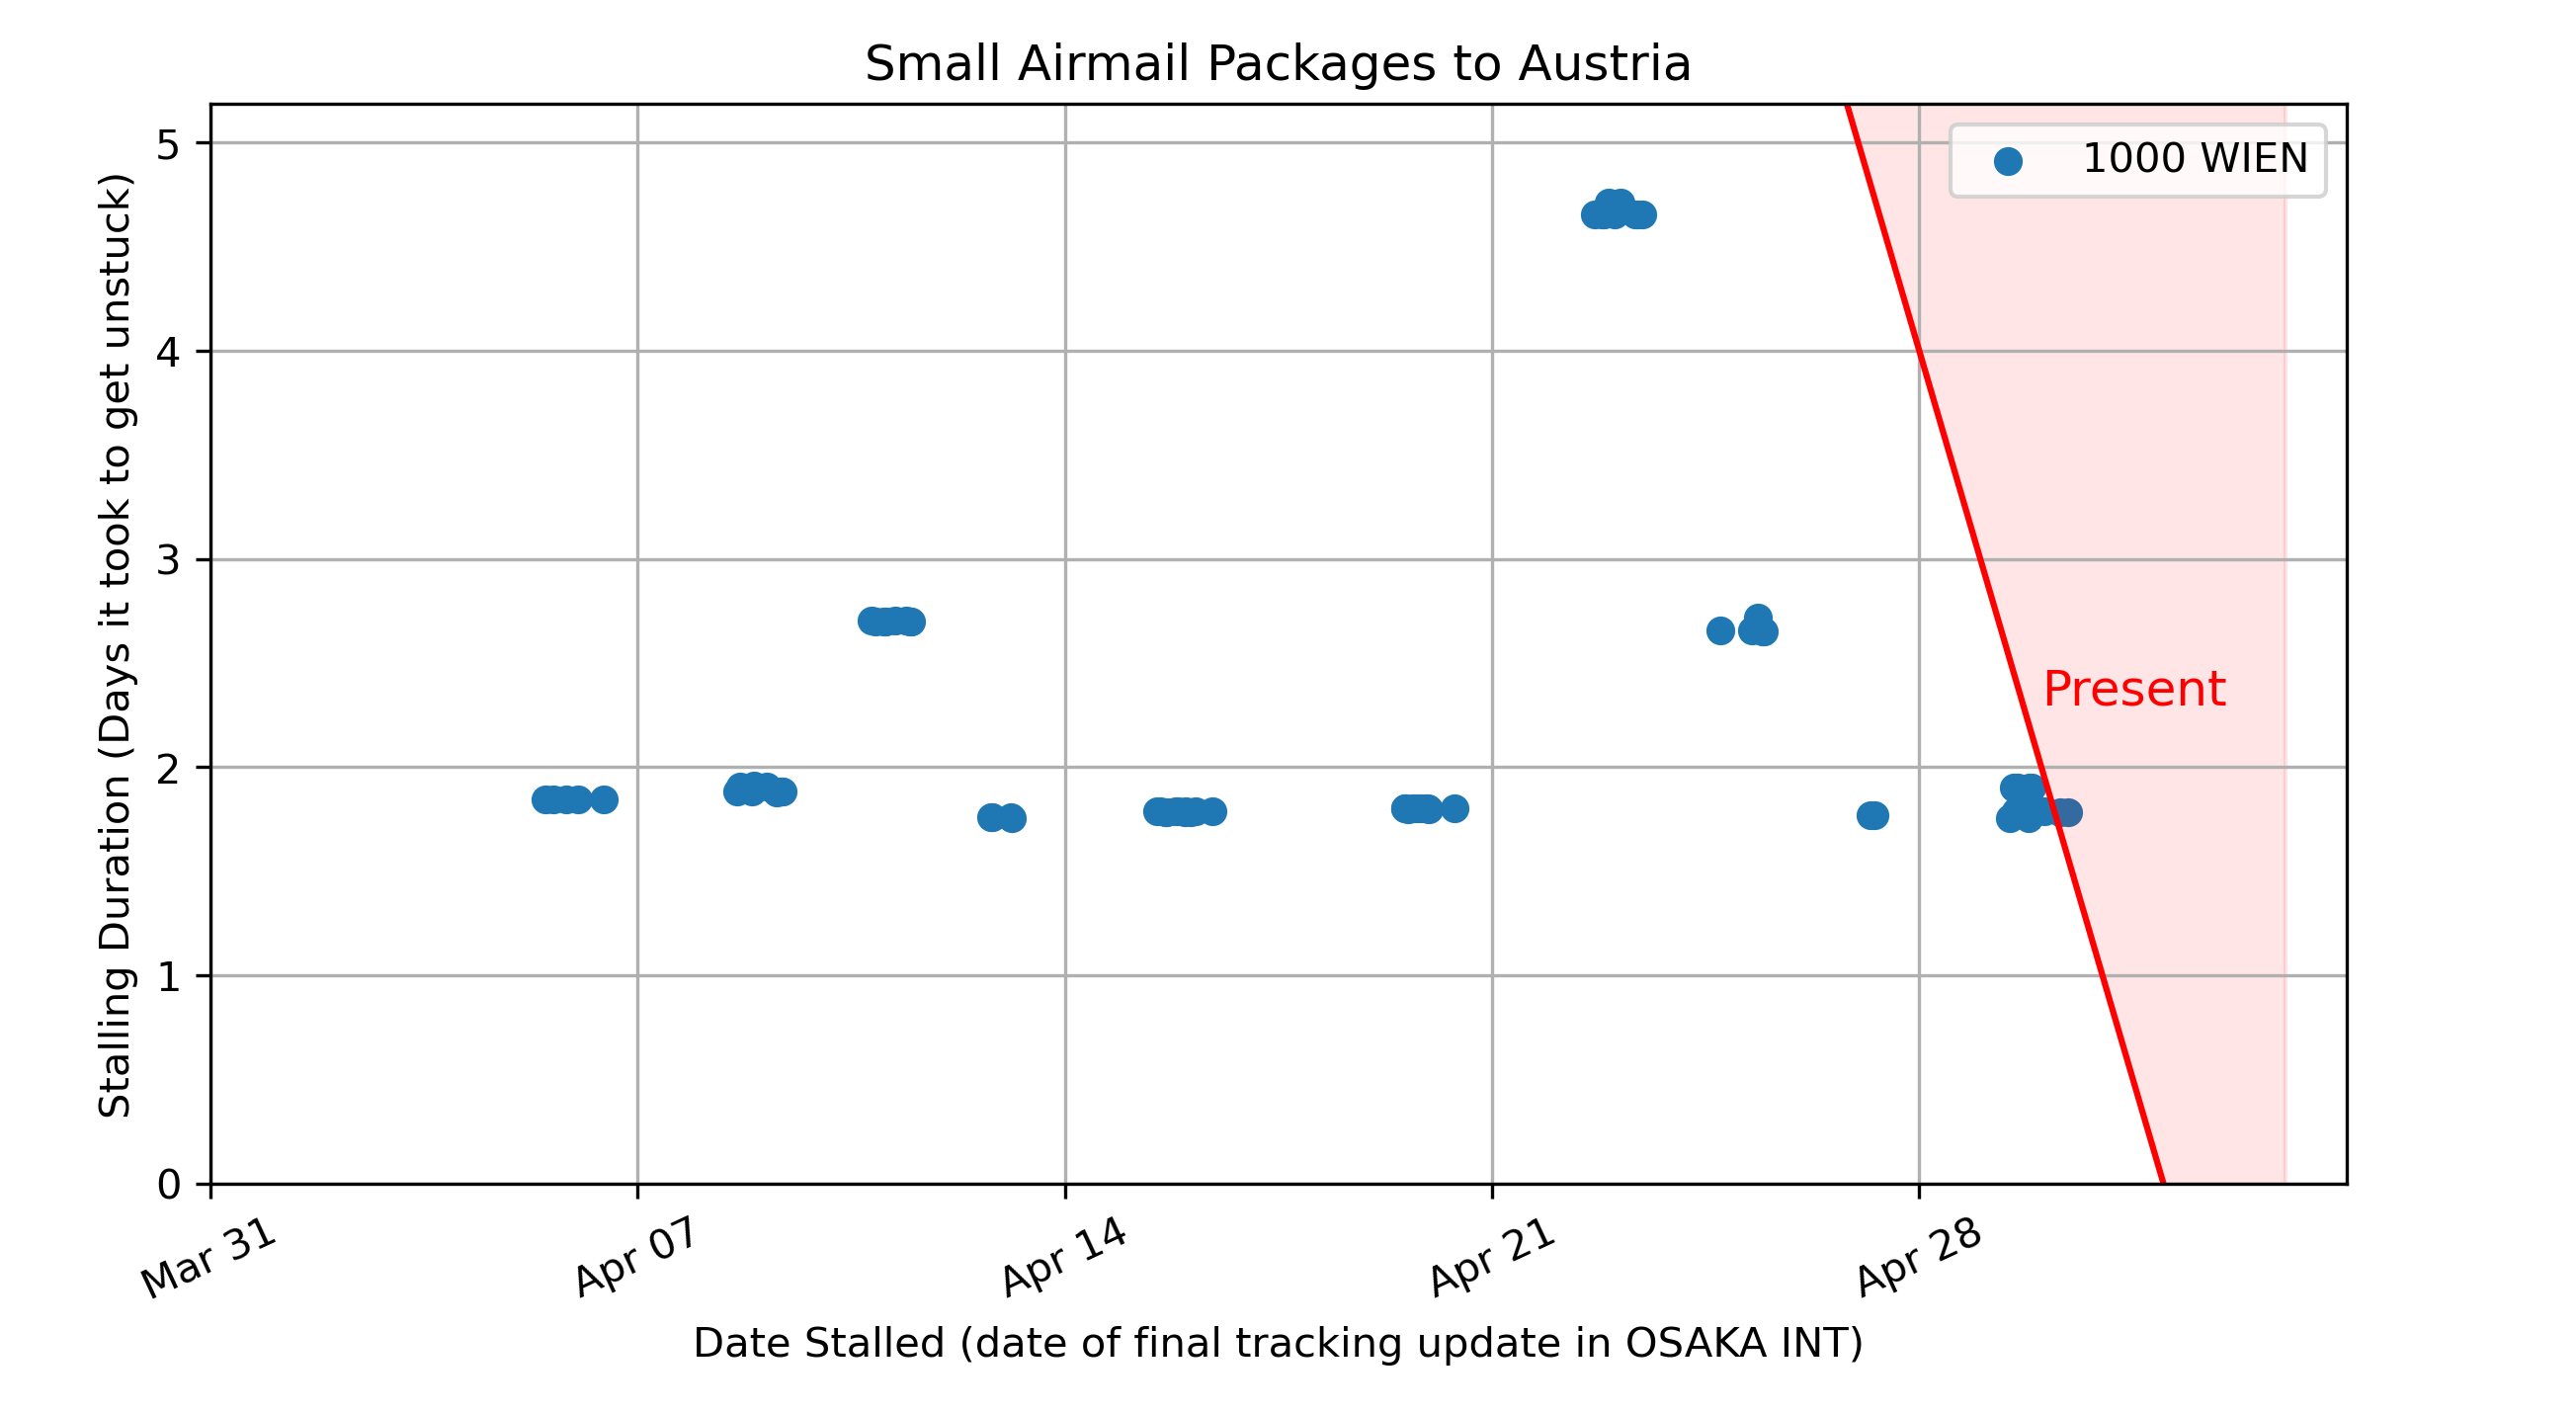 Small Airmail Packages to Austria
Stalling Duration (Days it took to get unstuck)
5
4
3
2
1
0
1000 WIEN
Present
Mar 31
Apr 07
Apr 14
Apr 21
Apr 28
Date Stalled (date of final tracking update in OSAKA INT)